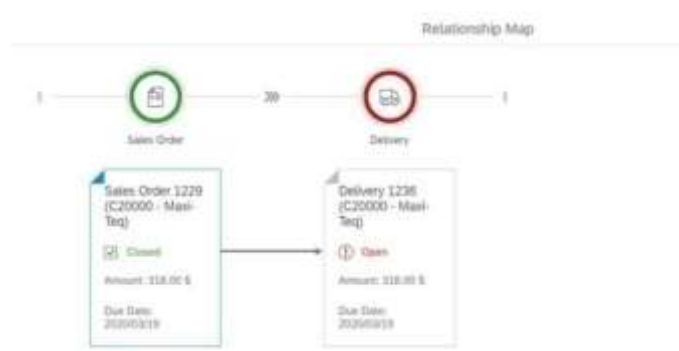 Relationship Map
Sales Order
Delivery
Sales Order 1229
(C20000 - Maxi-
Teq)
Closed
Amount: 318.00 $
Due Date:
2020/03/19
Delivery 1236
(C20000 - Maxi-
Teq)
Open
Amount: 318.00 $
Due Date:
2020/03/19